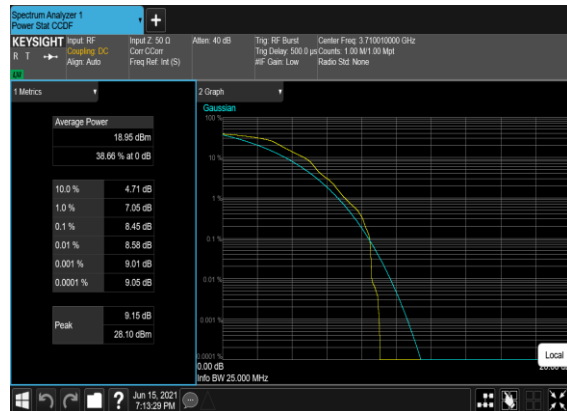 Spectrum Analyzer 1
Power Stat CCDF
KEYSIGHT
R T
Input: RF
Coupling: DC
Align: Auto
Input Z: 50 Ω
Corr CCorr
Freq Ref: Int (S)
Atten: 40 dB
Trig: RF Burst
Trig Delay: 500.0 µs
#IF Gain: Low
Center Freq: 3.710010000 GHz
Counts: 1.00 M/1.00 Mpt
Radio Std: None
1 Metrics
Average Power
18.95 dBm
38.66 % at 0 dB
10.0 % 4.71 dB
1.0 % 7.05 dB
0.1 % 8.45 dB
0.01 % 8.58 dB
0.001 % 9.01 dB
0.0001 % 9.05 dB
Peak
9.15 dB
28.10 dBm
2 Graph
Gaussian
100 %
10 %
1 %
0.1 %
0.01 %
0.001 %
0.0001 %
0.00 dB
Info BW 25.000 MHz
Local
?
Jun 15, 2021
7:13:29 PM